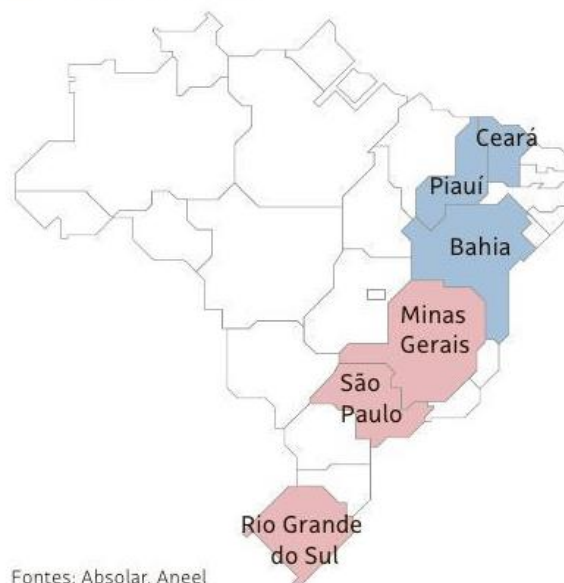 Ceará
Piauí
Bahia
Minas
Gerais
São
Paulo
Rio Grande
do Sul
Fontes: Absolar, Aneel